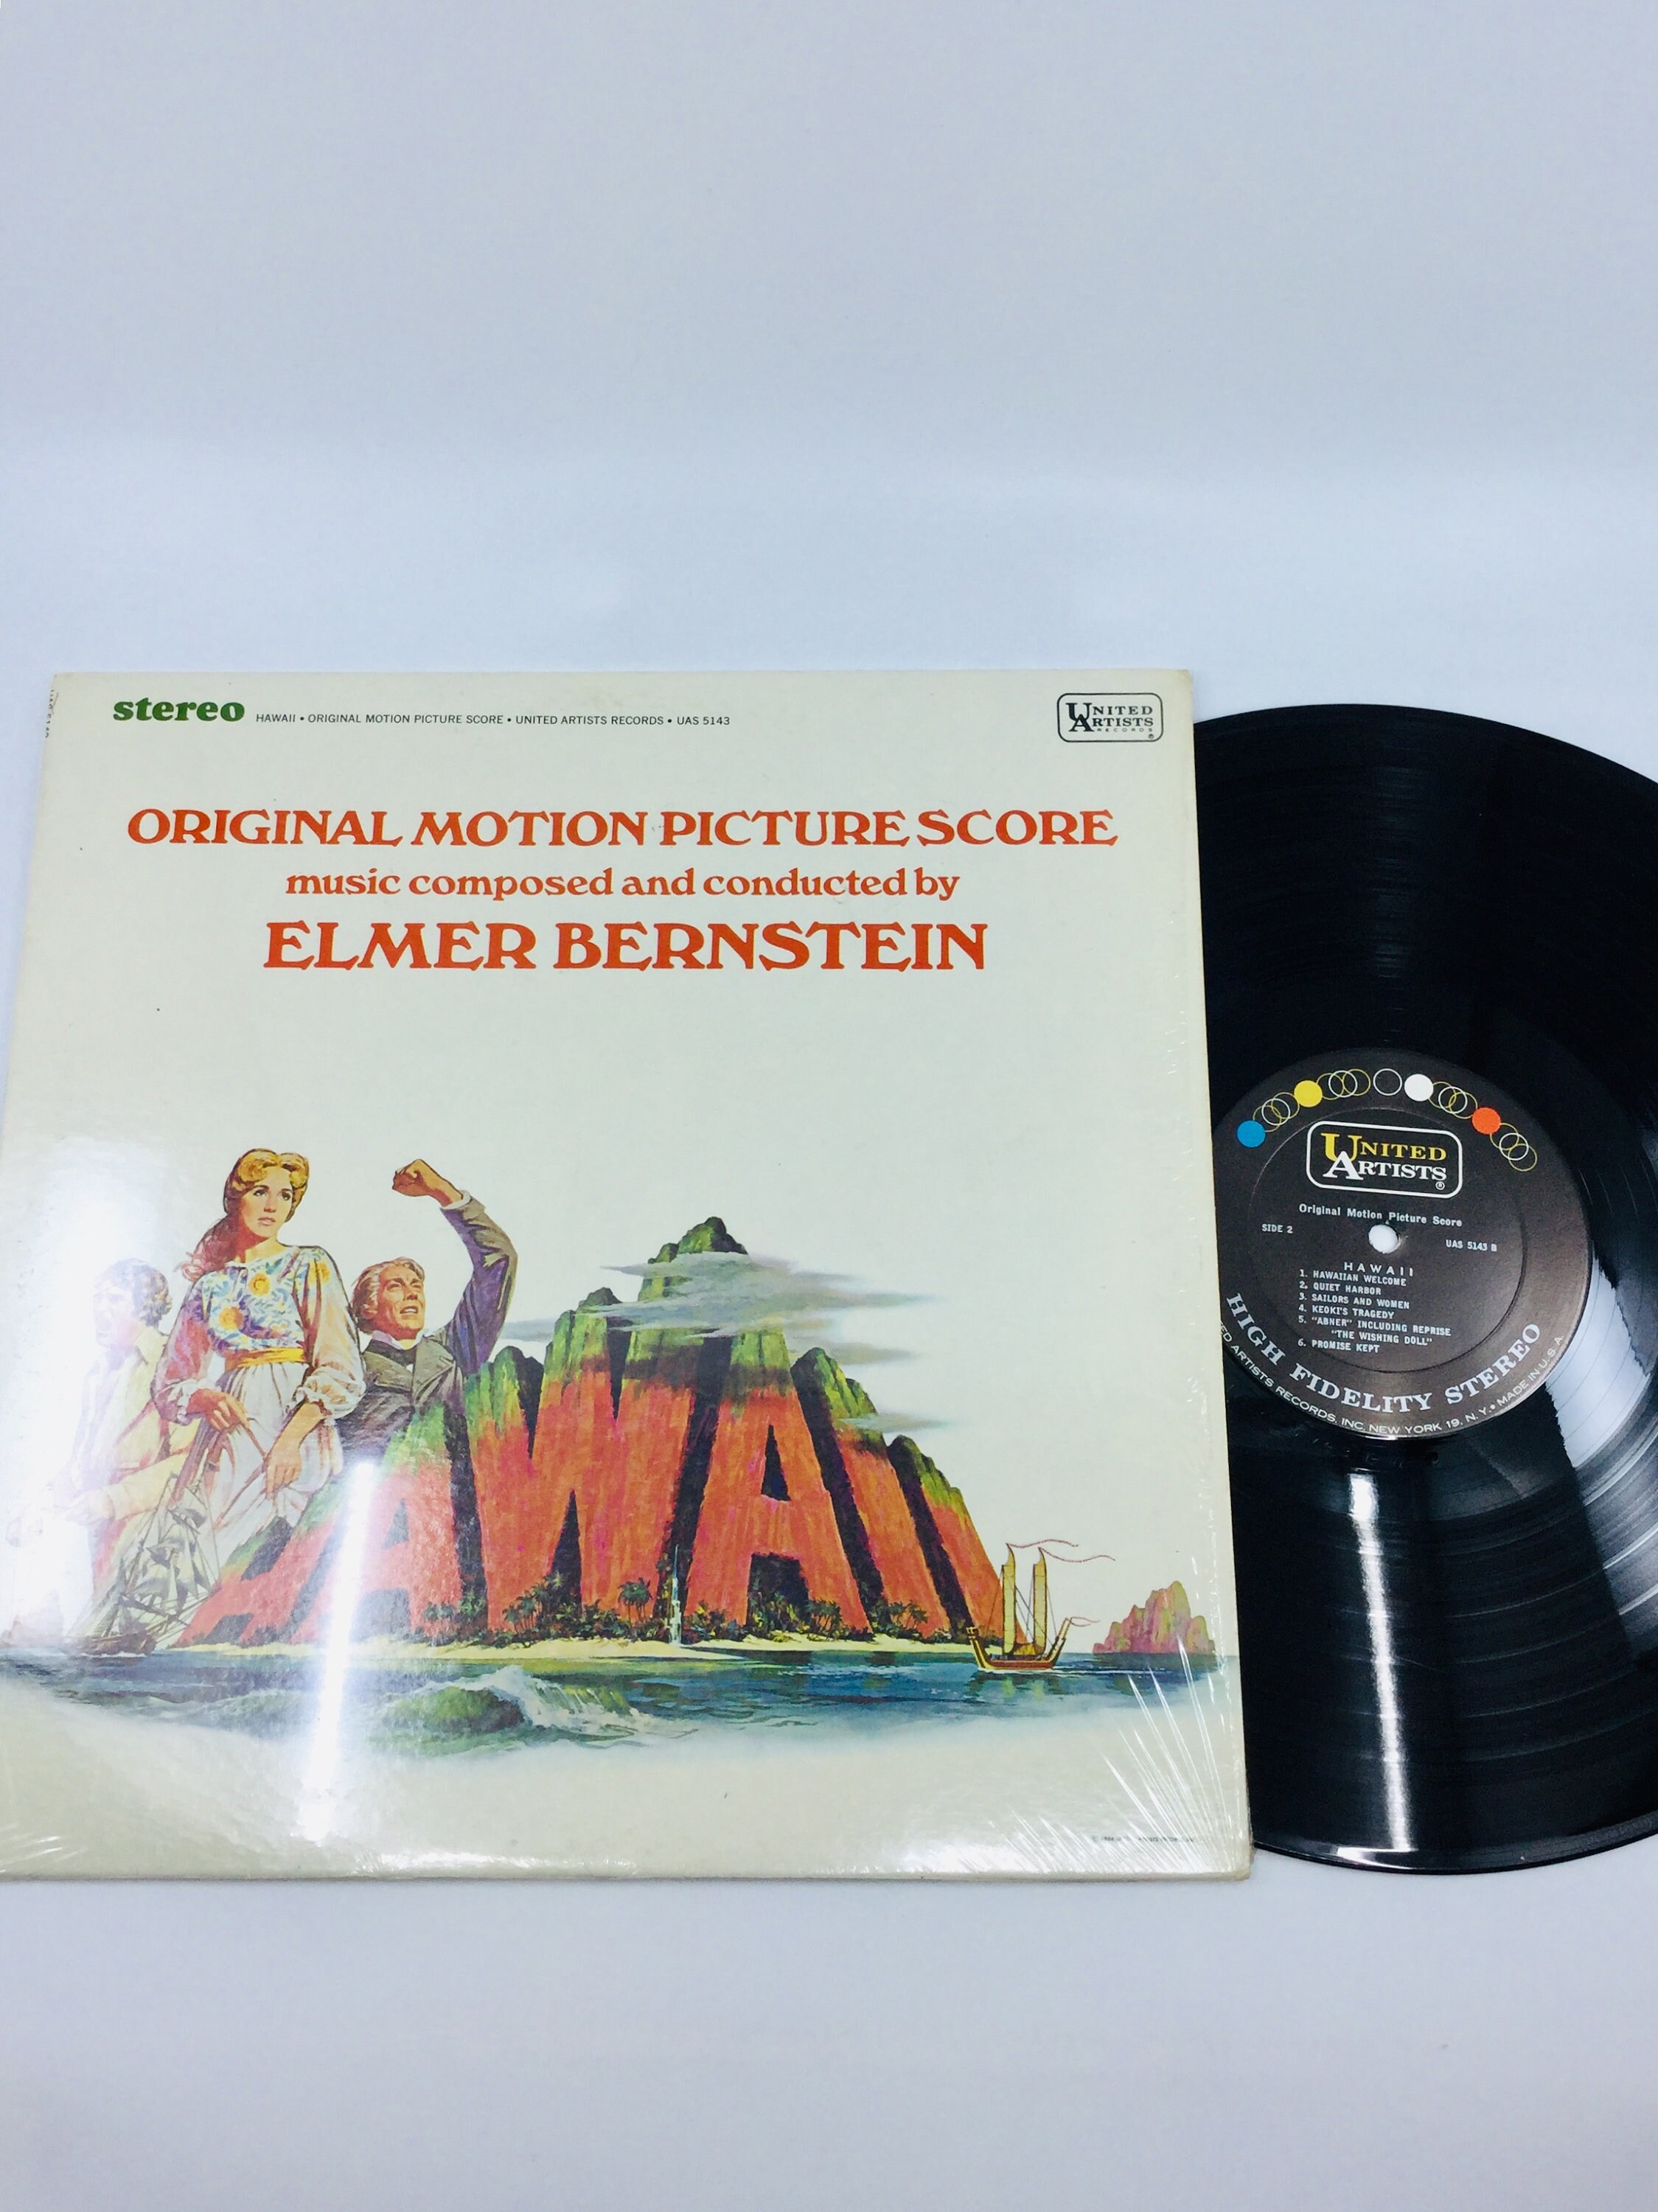 stereo HAWAII • ORIGINAL MOTION PICTURE SCORE • UNITED ARTISTS RECORDS • UAS 5143
UNITED
ARTISTS
RECORDS
ORIGINAL MOTION PICTURE SCORE
music composed and conducted by
ELMER BERNSTEIN
HAWAII
UNITED
ARTISTS
Original Motion Picture Score
SIDE 2
UAS 5143 B
HAWAII
1. HAWAIIAN WELCOME
2. QUIET HARBOR
3. SAILORS AND WOMEN
4. KEOKI'S TRAGEDY
5. "ABNER" INCLUDING REPRISE
"THE WISHING DOLL"
6. PROMISE KEPT
HIGH FIDELITY STEREO
ARTISTS RECORDS, INC. NEW YORK 19, N.Y. • MADE IN U.S.A.